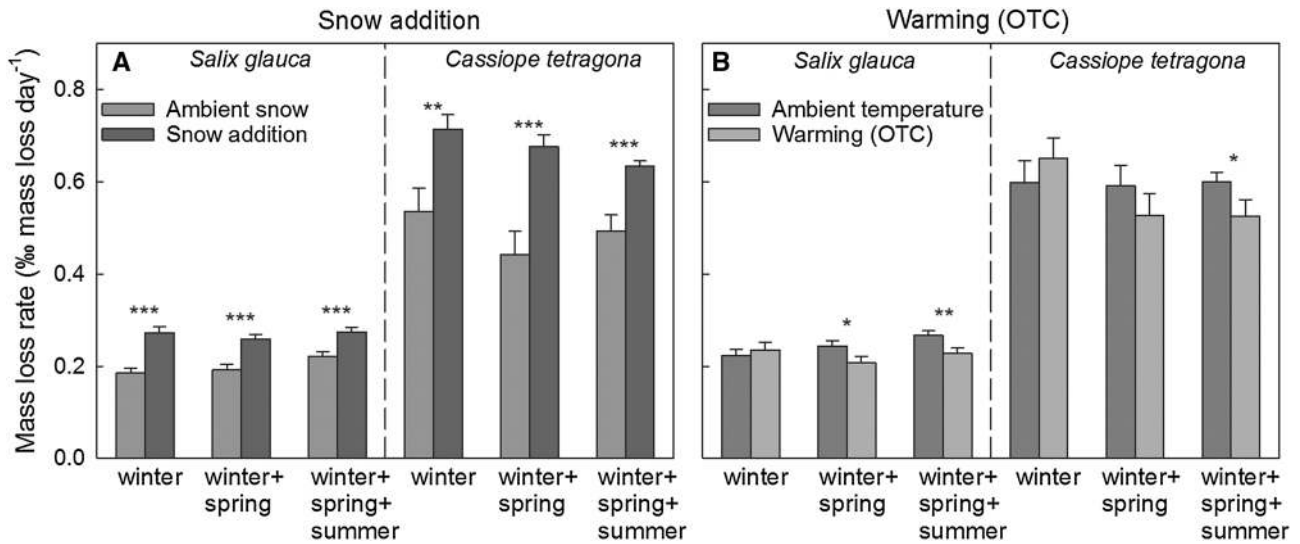 Snow addition
Warming (OTC)
Mass loss rate (‰ mass loss day-1)
0.8
0.6
0.4
0.2
0.0
A
Salix glauca
Cassiope tetragona
Ambient snow
Snow addition
***
***
***
**
***
***
winter
winter+
spring
winter+
spring+
summer
winter
winter+
spring
winter+
spring+
summer
B
Salix glauca
Cassiope tetragona
Ambient temperature
Warming (OTC)
*
**
*
winter
winter+
spring
winter+
spring+
summer
winter
winter+
spring
winter+
spring+
summer